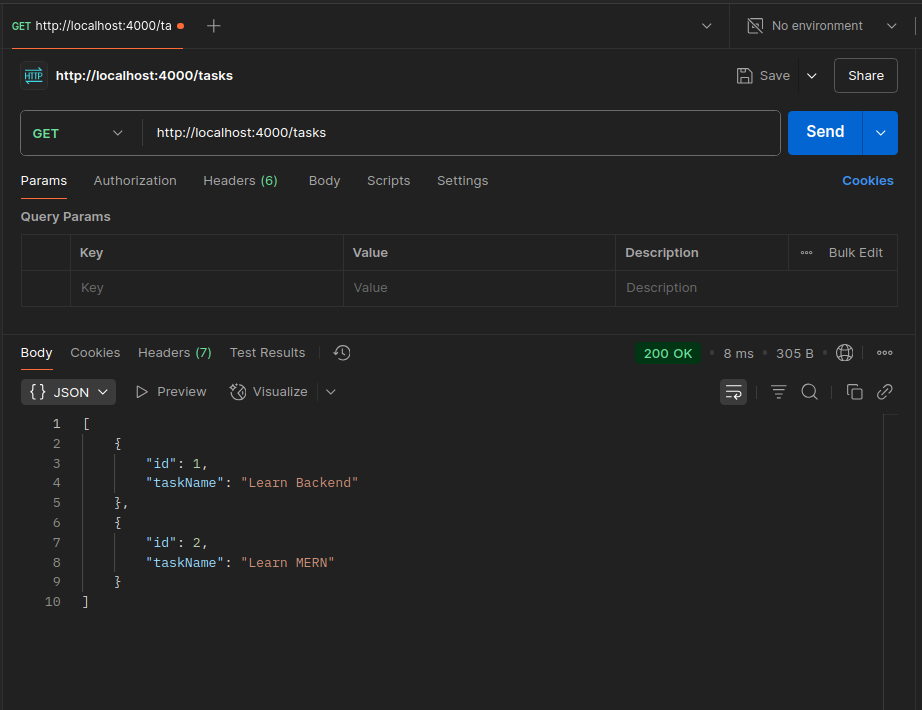 GET http://localhost:4000/ta No environment
HTTP http://localhost:4000/tasks Save Share
GET http://localhost:4000/tasks Send
Params Authorization Headers (6) Body Scripts Settings Cookies
Query Params
Key Value Description Bulk Edit
Key Value Description
Body Cookies Headers (7) Test Results 200 OK 8 ms 305 B
{} JSON Preview Visualize
1 [
2 {
3 "id": 1,
4 "taskName": "Learn Backend"
5 },
6 {
7 "id": 2,
8 "taskName": "Learn MERN"
9 }
10 ]